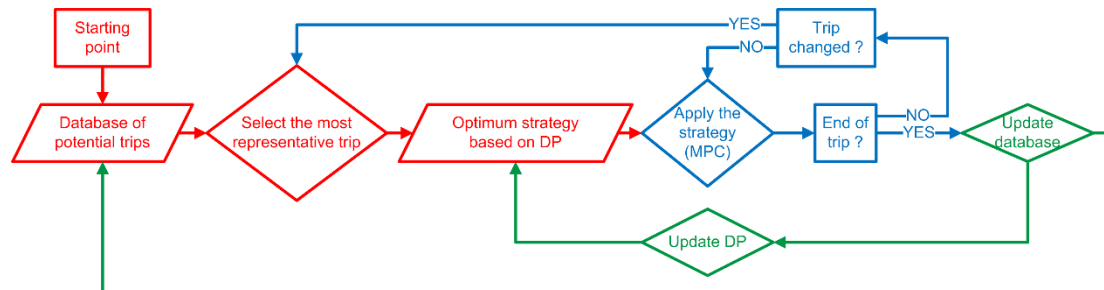 Starting
point
YES
Trip
changed ?
NO
Database of
potential trips
Select the most
representative trip
Optimum strategy
based on DP
Apply the
strategy
(MPC)
End of
trip ?
NO
YES
Update
database
Update DP